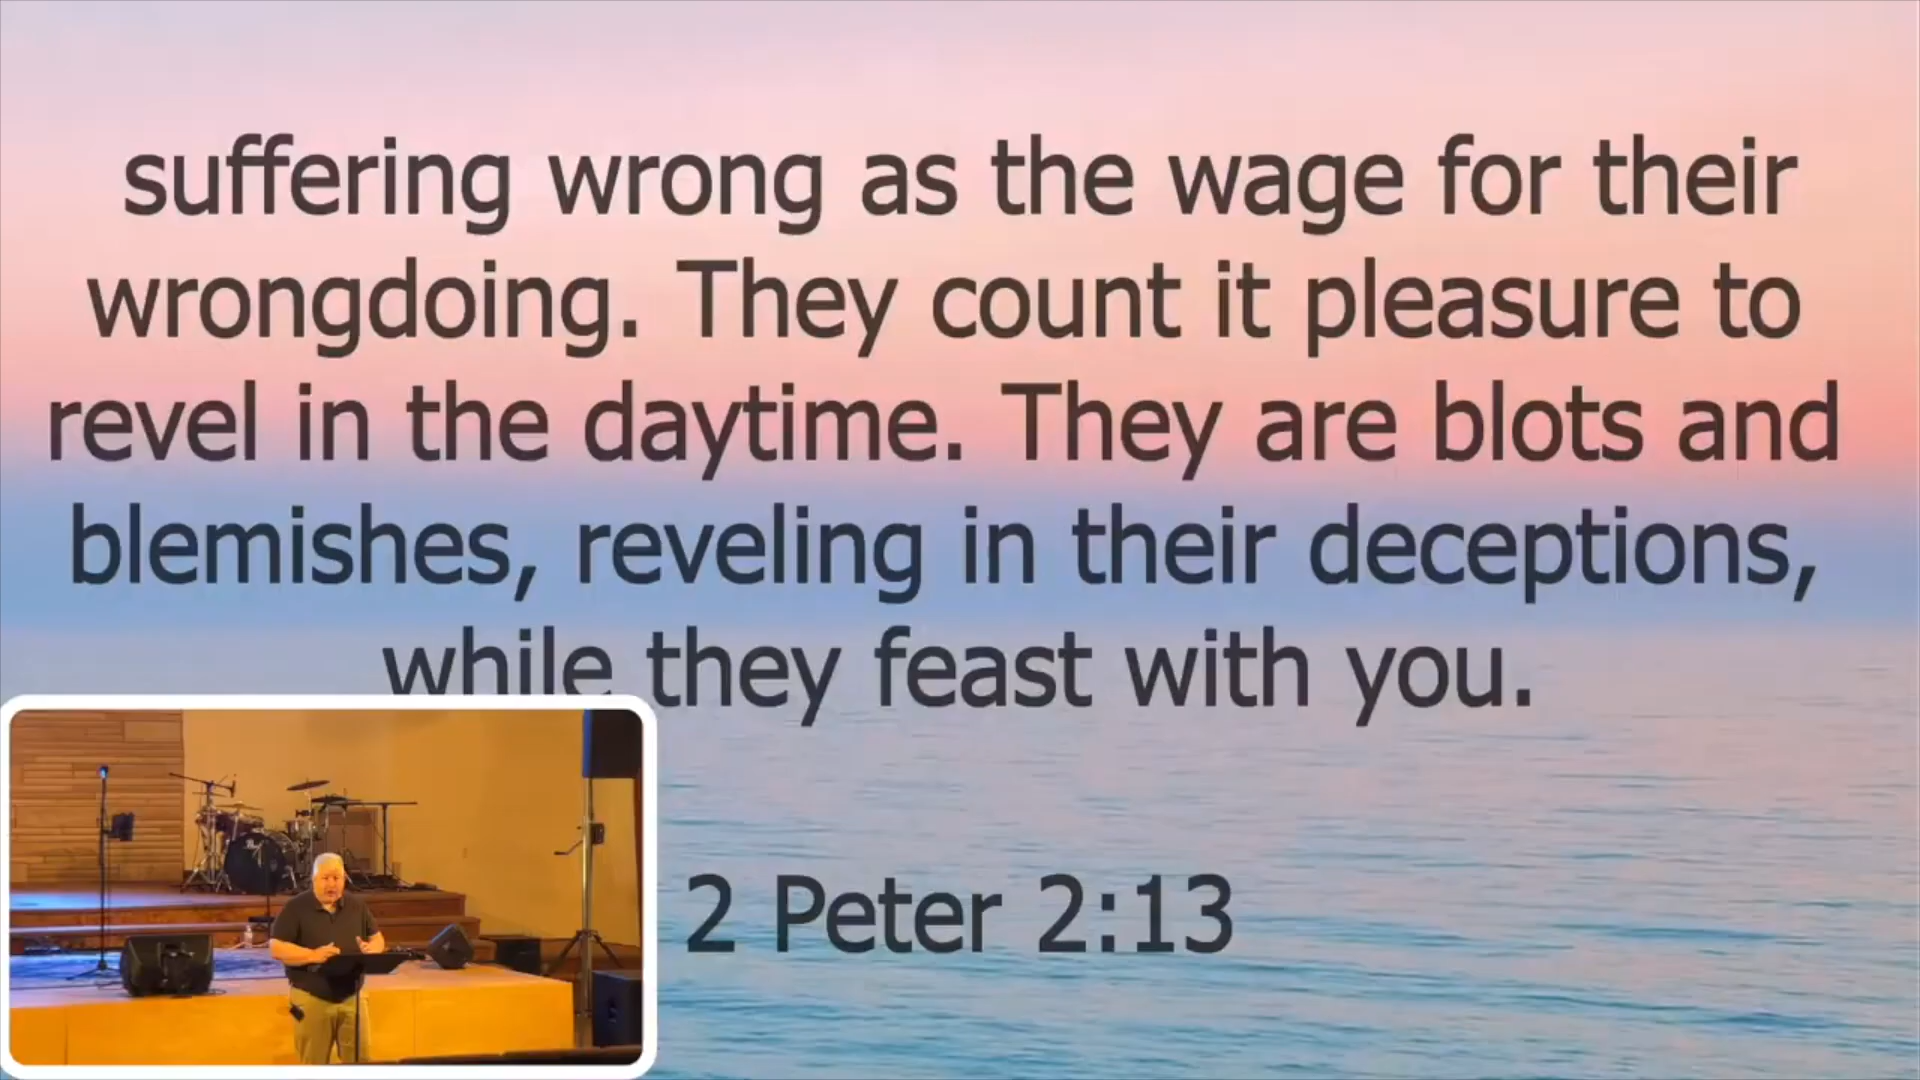 suffering wrong as the wage for their
wrongdoing. They count it pleasure to
revel in the daytime. They are blots and
blemishes, reveling in their deceptions,
while they feast with you.
2 Peter 2:13